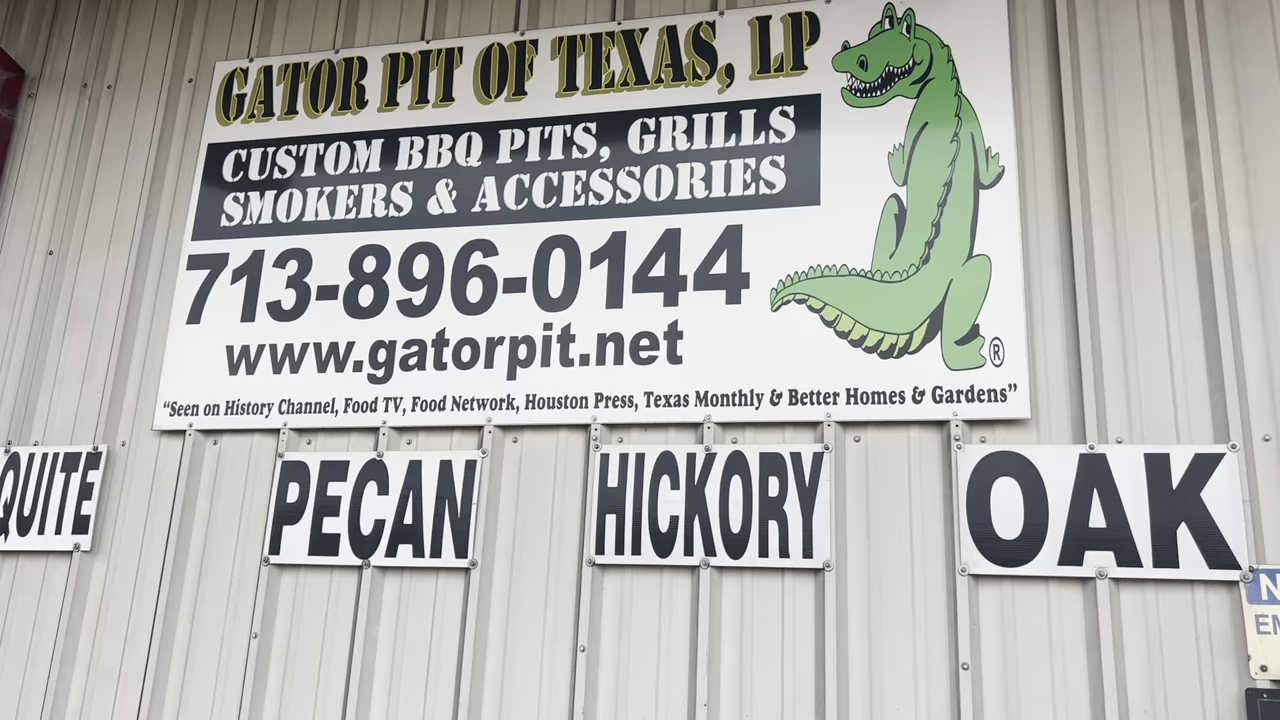 GATOR PIT OF TEXAS, LP
CUSTOM BBQ PITS, GRILLS
SMOKERS & ACCESSORIES
713-896-0144
www.gatorpit.net
®
“Seen on History Channel, Food TV, Food Network, Houston Press, Texas Monthly & Better Homes & Gardens”
QUITE
PECAN
HICKORY
OAK
N
EM